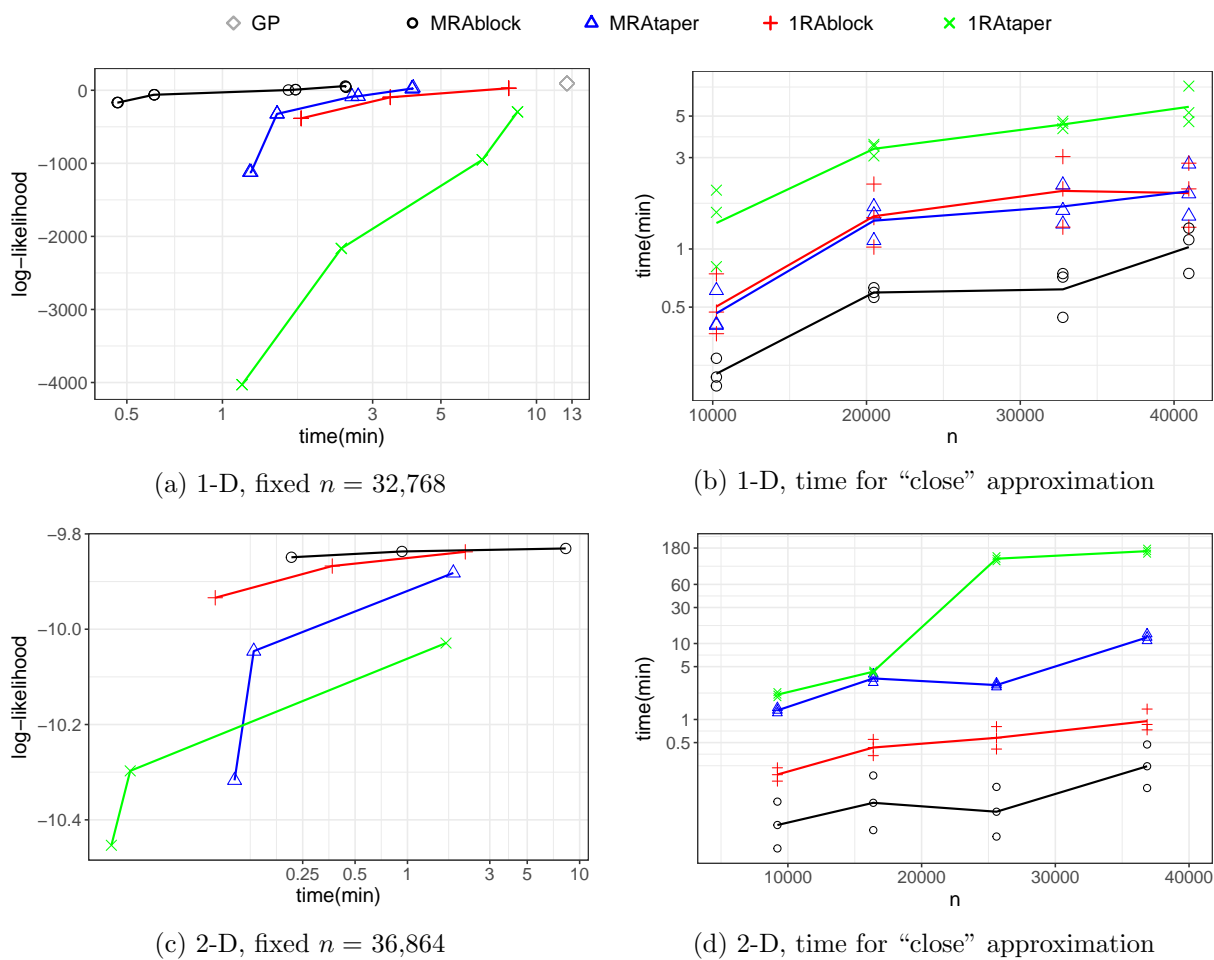 GP MRAblock MRAtaper 1RAblock 1RAtaper
log−likelihood
0
−1000
−2000
−3000
−4000
0.5 1 3 5 10 13
time(min)
(a) 1-D, fixed n = 32,768
time(min)
5
3
1
0.5
10000 20000 30000 40000
n
(b) 1-D, time for “close” approximation
log−likelihood
−9.8
−10.0
−10.2
−10.4
0.25 0.5 1 3 5 10
time(min)
(c) 2-D, fixed n = 36,864
time(min)
180
60
30
10
5
1
0.5
10000 20000 30000 40000
n
(d) 2-D, time for “close” approximation